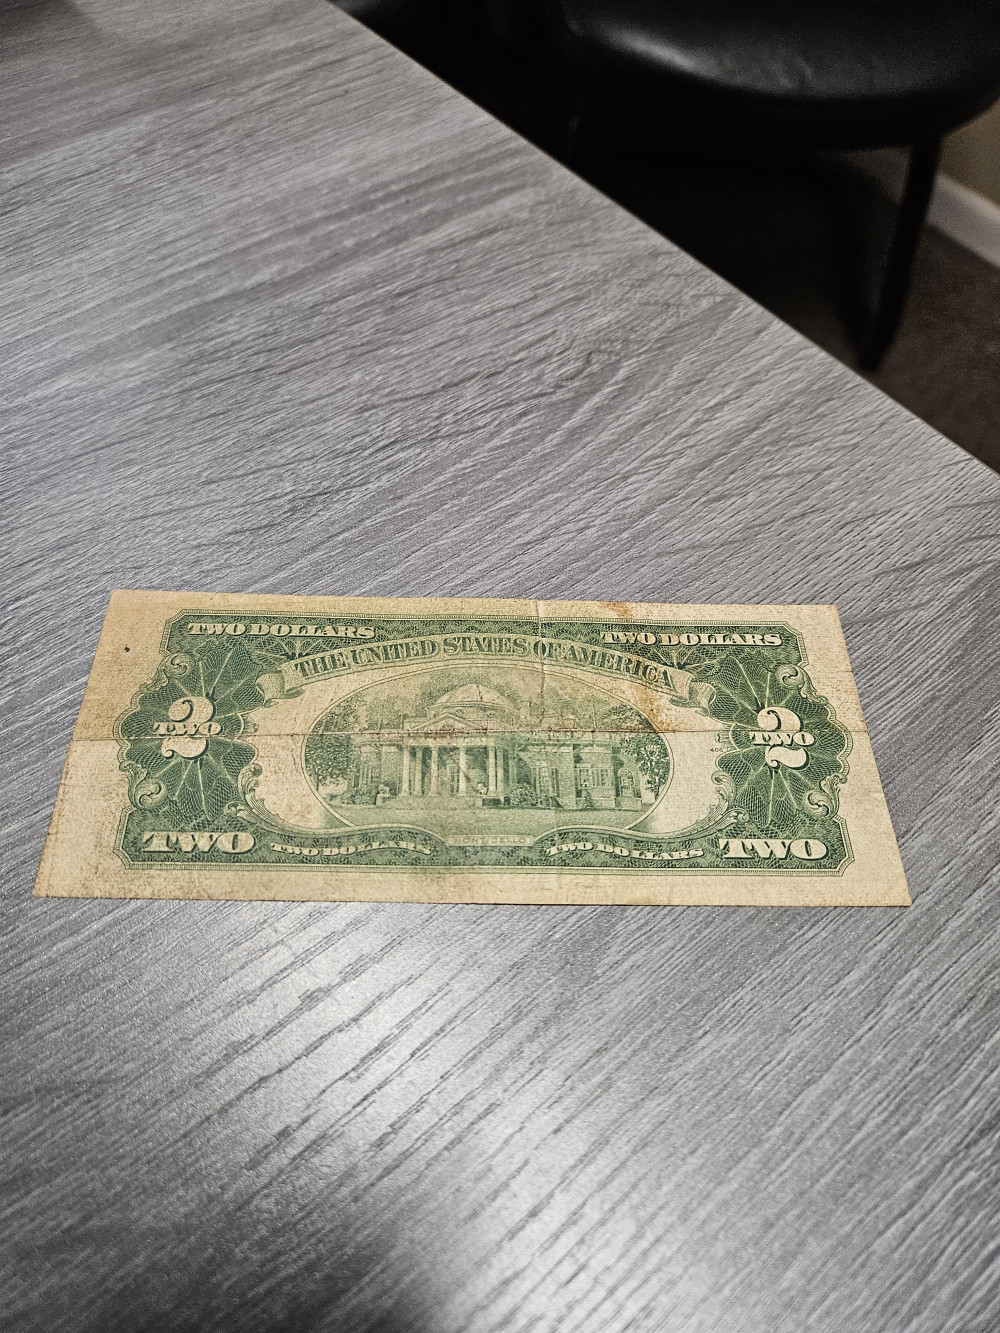 TWO DOLLARS TWO DOLLARS
THE UNITED STATES OF AMERICA
2 2
TWO TWO
TWO TWO DOLLARS MONTICELLO TWO DOLLARS TWO